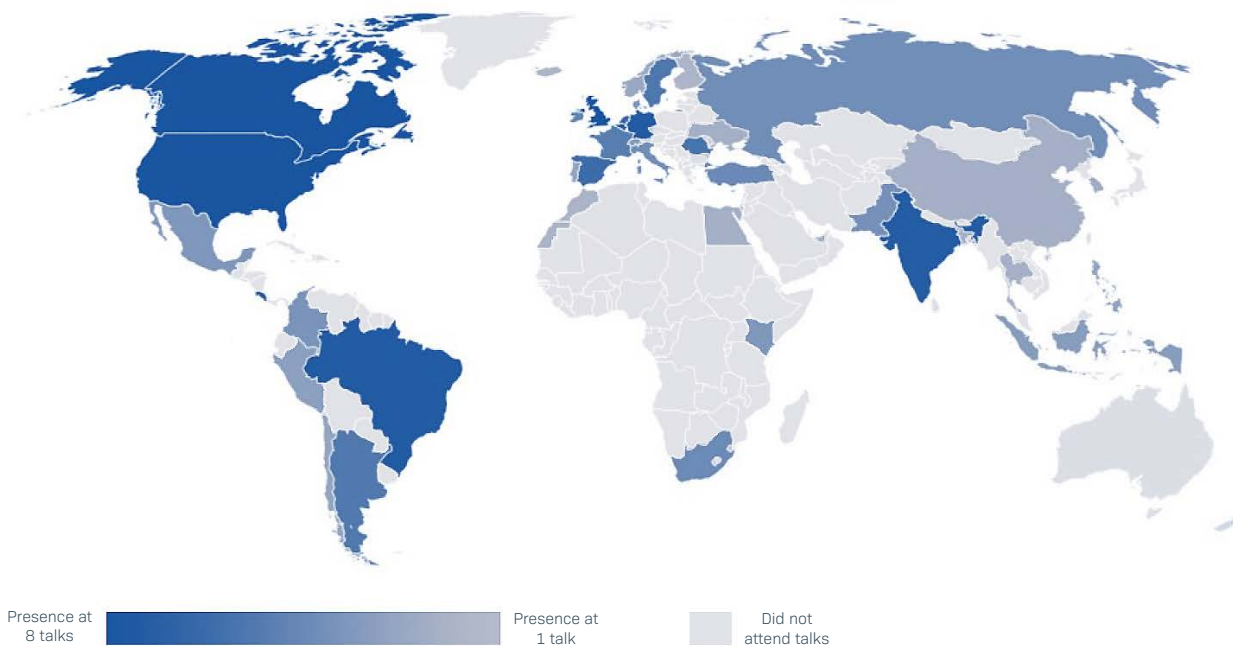 Presence at
8 talks
Presence at
1 talk
Did not
attend talks